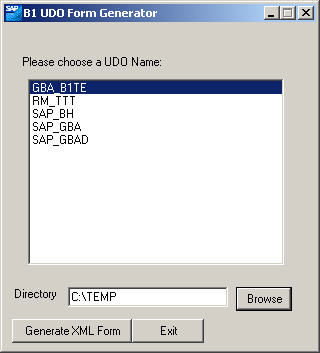 SAP B1 UDO Form Generator
Please choose a UDO Name:
GBA_B1TE
RM_TTT
SAP_BH
SAP_GBA
SAP_GBAD
Directory C:\TEMP Browse
Generate XML Form Exit